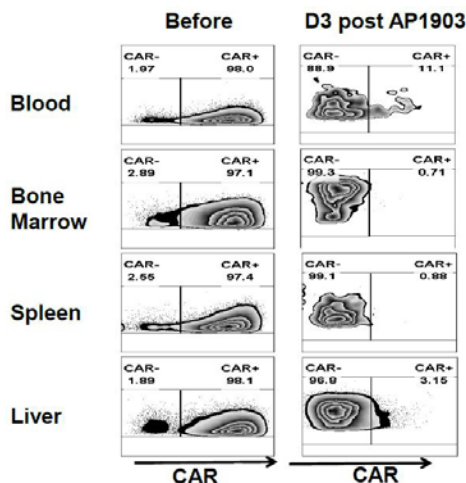 Before D3 post AP1903
CAR- CAR+ CAR- CAR+
1.97 98.0 88.9 11.1
Blood
CAR- CAR+ CAR- CAR+
2.89 97.1 99.3 0.71
Bone
Marrow
CAR- CAR+ CAR- CAR+
2.55 97.4 99.1 0.88
Spleen
CAR- CAR+ CAR- CAR+
1.89 98.1 96.8 3.15
Liver
CAR CAR